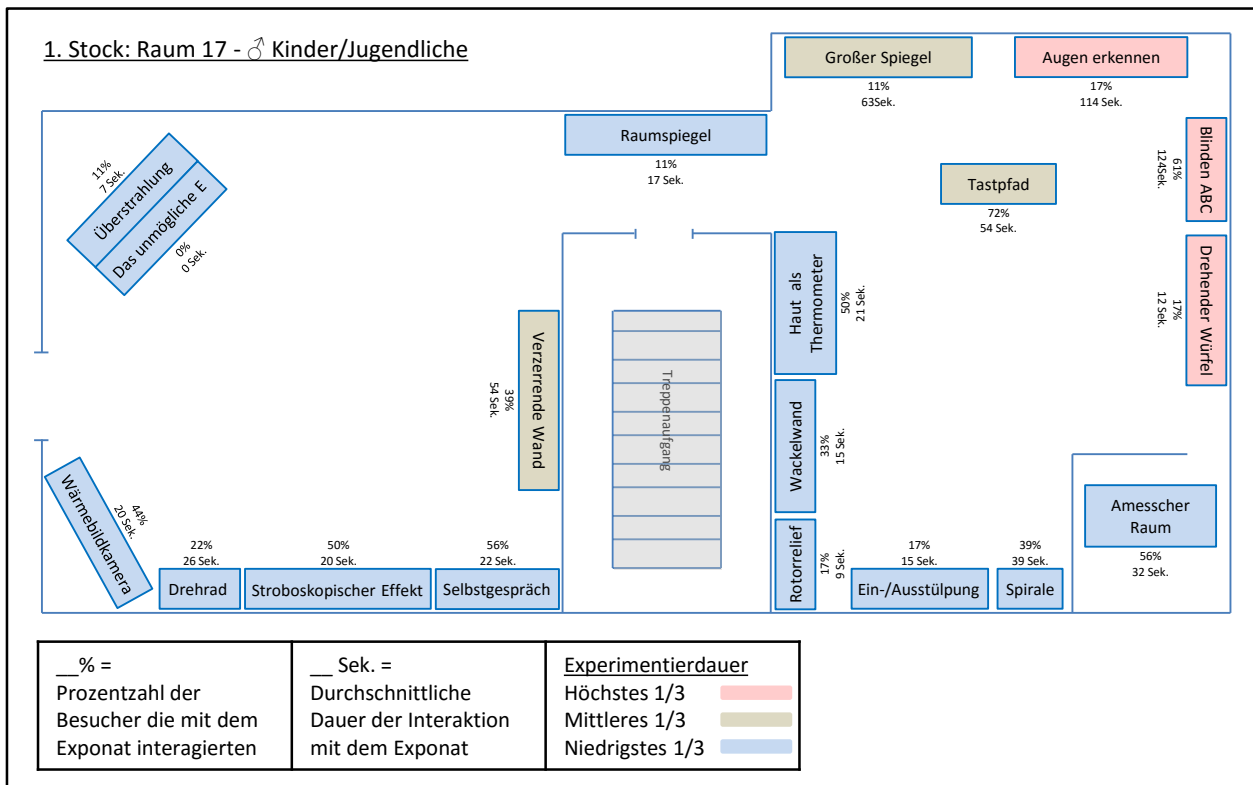 1. Stock: Raum 17 - ♂ Kinder/Jugendliche
Großer Spiegel
11%
63Sek.
Augen erkennen
17%
114 Sek.
Raumspiegel
11%
17 Sek.
Blinden ABC
61%
124Sek.
Tastpfad
72%
54 Sek.
11%
7 Sek.
Überstrahlung
Das unmögliche E
0%
0 Sek.
Haut als
Thermometer
50%
21 Sek.
Drehender Würfel
17%
12 Sek.
Verzerrende Wand
39%
54 Sek.
Treppenaufgang
Wackelwand
33%
15 Sek.
Wärmebildkamera
44%
20 Sek.
22%
26 Sek.
Drehrad
50%
20 Sek.
Stroboskopischer Effekt
56%
22 Sek.
Selbstgespräch
Rotorrelief
17%
9 Sek.
17%
15 Sek.
Ein-/Ausstülpung
39%
39 Sek.
Spirale
Amesscher
Raum
56%
32 Sek.
__% =
Prozentzahl der
Besucher die mit dem
Exponat interagierten
__ Sek. =
Durchschnittliche
Dauer der Interaktion
mit dem Exponat
Experimentierdauer
Höchstes 1/3
Mittleres 1/3
Niedrigstes 1/3